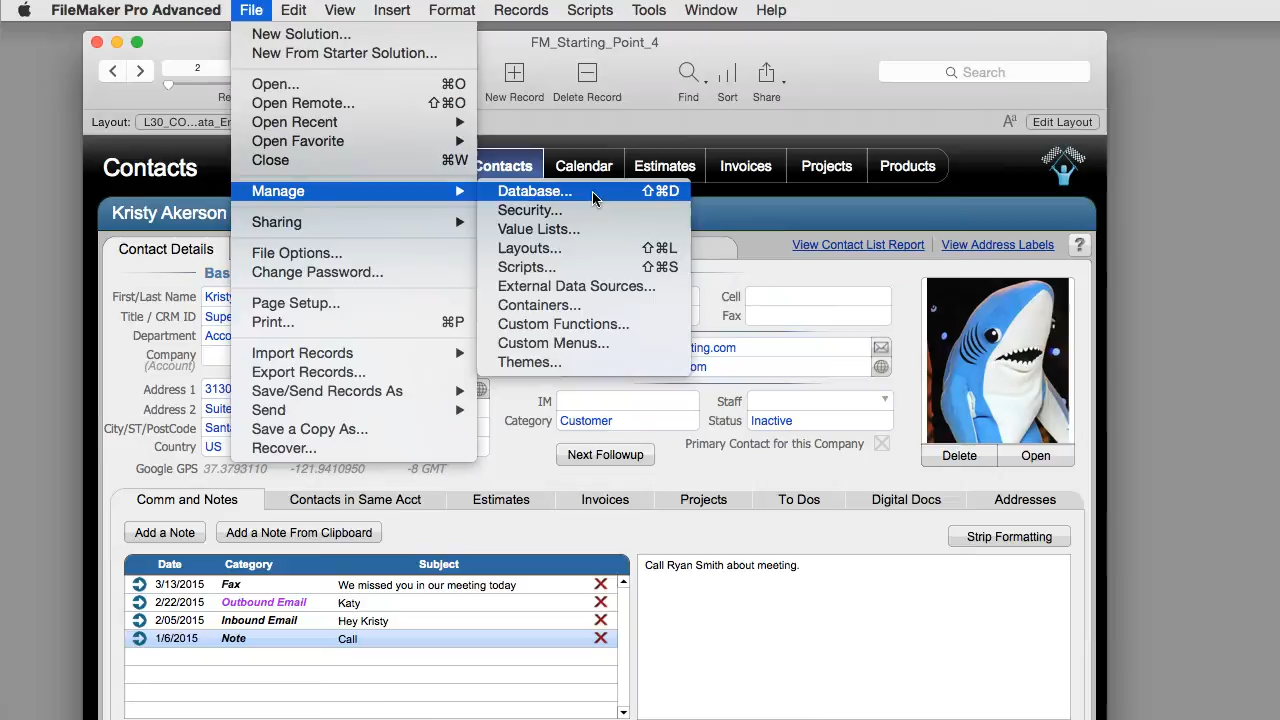 FileMaker Pro Advanced File Edit View Insert Format Records Scripts Tools Window Help
FM_Starting_Point_4
2
New Record Delete Record Find Sort Share
Search
Layout: L30_CO...ata_En
Edit Layout
New Solution...
New From Starter Solution...
Open... ⌘O
Open Remote... ⇧⌘O
Open Recent
Open Favorite
Close ⌘W
Manage
Sharing
File Options...
Change Password...
Page Setup...
Print... ⌘P
Import Records
Export Records...
Save/Send Records As
Send
Save a Copy As...
Recover...
Database... ⇧⌘D
Security...
Value Lists...
Layouts... ⇧⌘L
Scripts... ⇧⌘S
External Data Sources...
Containers...
Custom Functions...
Custom Menus...
Themes...
Contacts
Contacts Calendar Estimates Invoices Projects Products
Kristy Akerson
Contact Details
View Contact List Report View Address Labels ?
First/Last Name
Title / CRM ID
Department
Company
(Account)
Address 1 3130
Address 2 Suite
City/ST/PostCode
Country US
Google GPS 37.3793110 -121.9410950 -8 GMT
Cell
Fax
IM
Staff
Category Customer
Status Inactive
Primary Contact for this Company
Next Followup
Delete Open
Comm and Notes Contacts in Same Acct Estimates Invoices Projects To Dos Digital Docs Addresses
Add a Note Add a Note From Clipboard
Strip Formatting
Date Category Subject
3/13/2015 Fax We missed you in our meeting today
2/22/2015 Outbound Email Katy
2/05/2015 Inbound Email Hey Kristy
1/6/2015 Note Call
Call Ryan Smith about meeting.